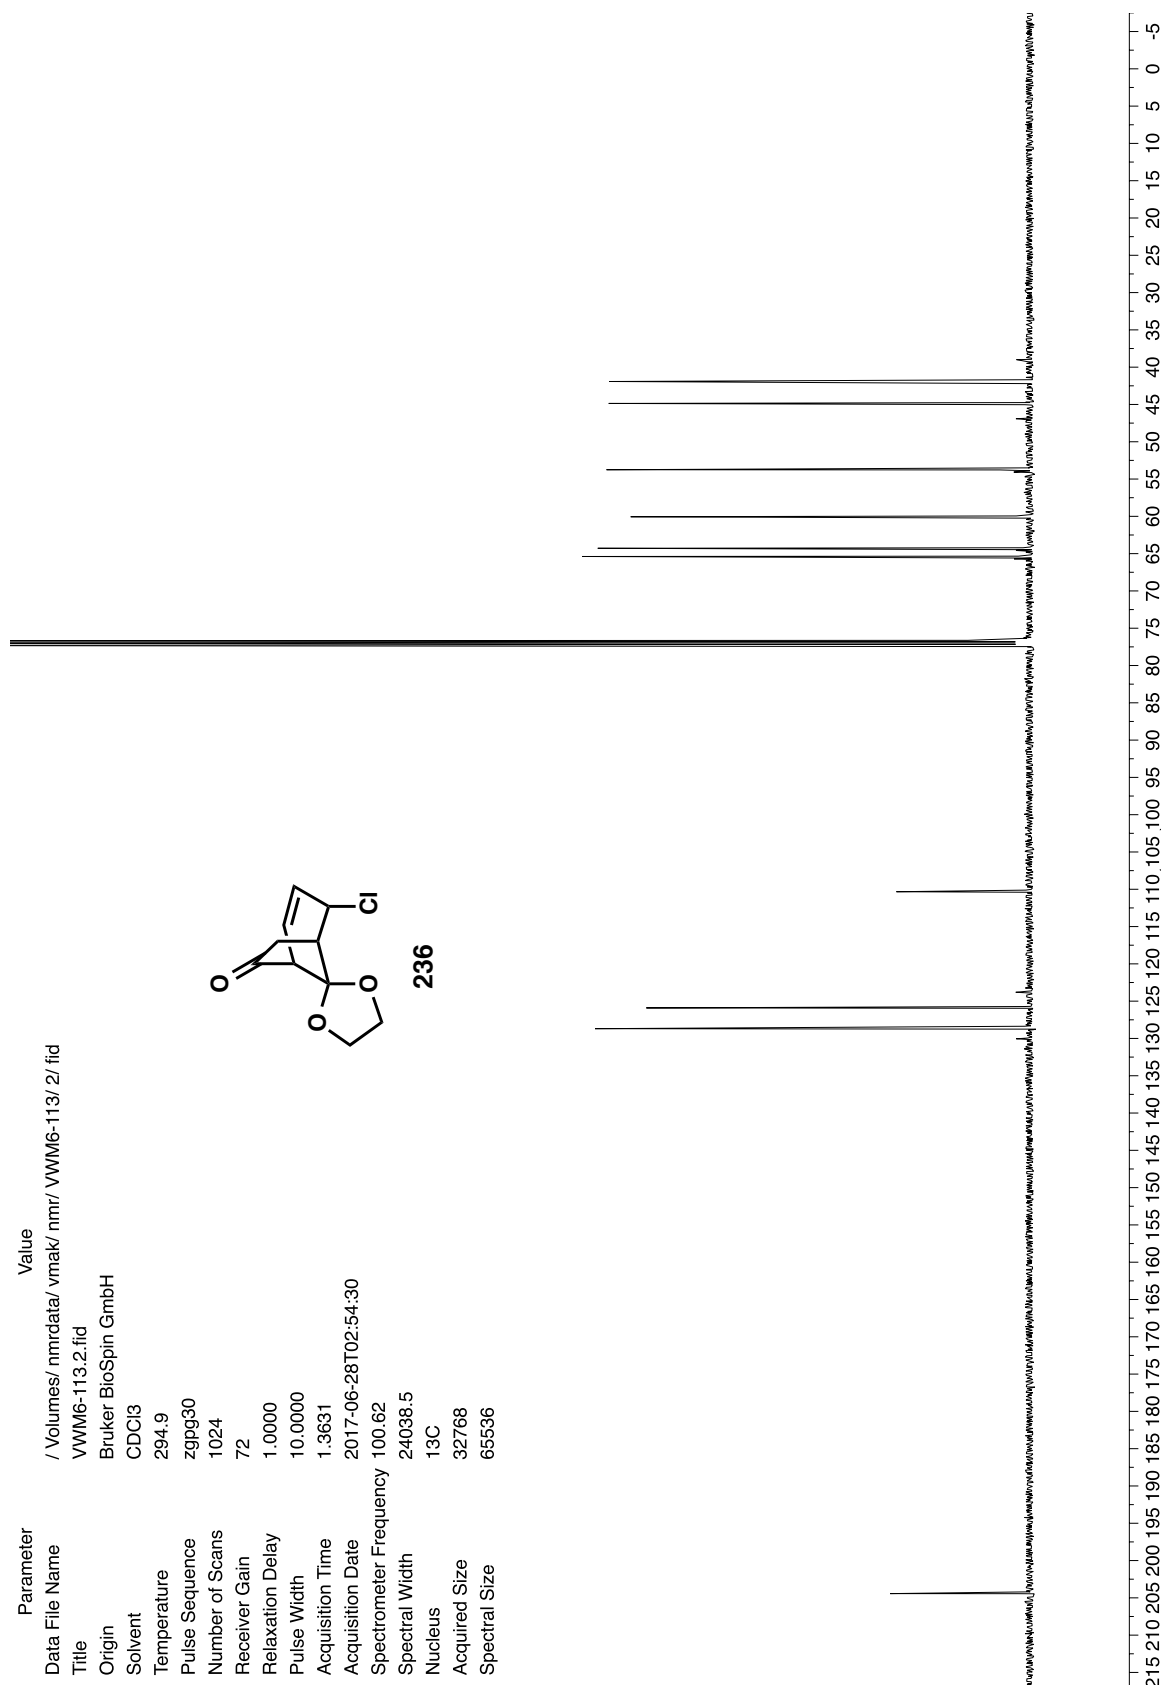 Parameter Value
Data File Name / Volumes/ nmrdata/ vmak/ nmr/ VWM6-113/ 2/ fid
Title VWM6-113.2.fid
Origin Bruker BioSpin GmbH
Solvent CDCl3
Temperature 294.9
Pulse Sequence zgpg30
Number of Scans 1024
Receiver Gain 72
Relaxation Delay 1.0000
Pulse Width 10.0000
Acquisition Time 1.3631
Acquisition Date 2017-06-28T02:54:30
Spectrometer Frequency 100.62
Spectral Width 24038.5
Nucleus 13C
Acquired Size 32768
Spectral Size 65536
O
O
O
Cl
236
215 210 205 200 195 190 185 180 175 170 165 160 155 150 145 140 135 130 125 120 115 110 105 100 95 90 85 80 75 70 65 60 55 50 45 40 35 30 25 20 15 10 5 0 -5